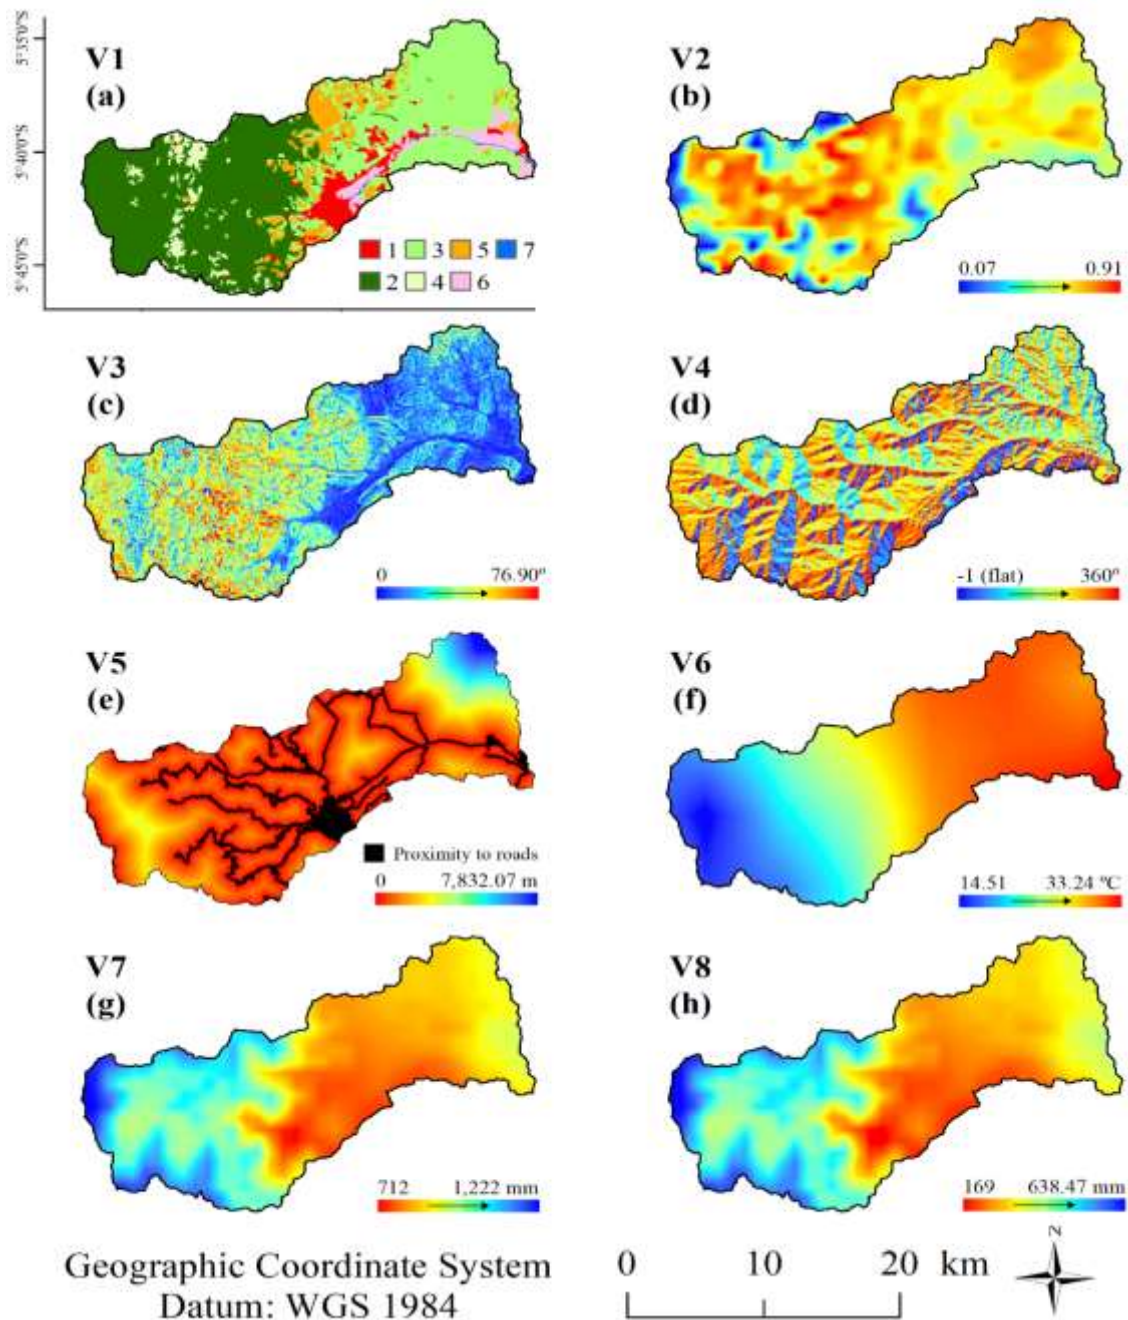 5°35'0"S
5°40'0"S
5°45'0"S
V1
(a)
1 3 5 7
2 4 6
V2
(b)
0.07 0.91
V3
(c)
0 76.90º
V4
(d)
-1 (flat) 360º
V5
(e)
Proximity to roads
0 7,832.07 m
V6
(f)
14.51 33.24 ºC
V7
(g)
712 1,222 mm
V8
(h)
169 638.47 mm
Geographic Coordinate System
Datum: WGS 1984
0 10 20 km
N